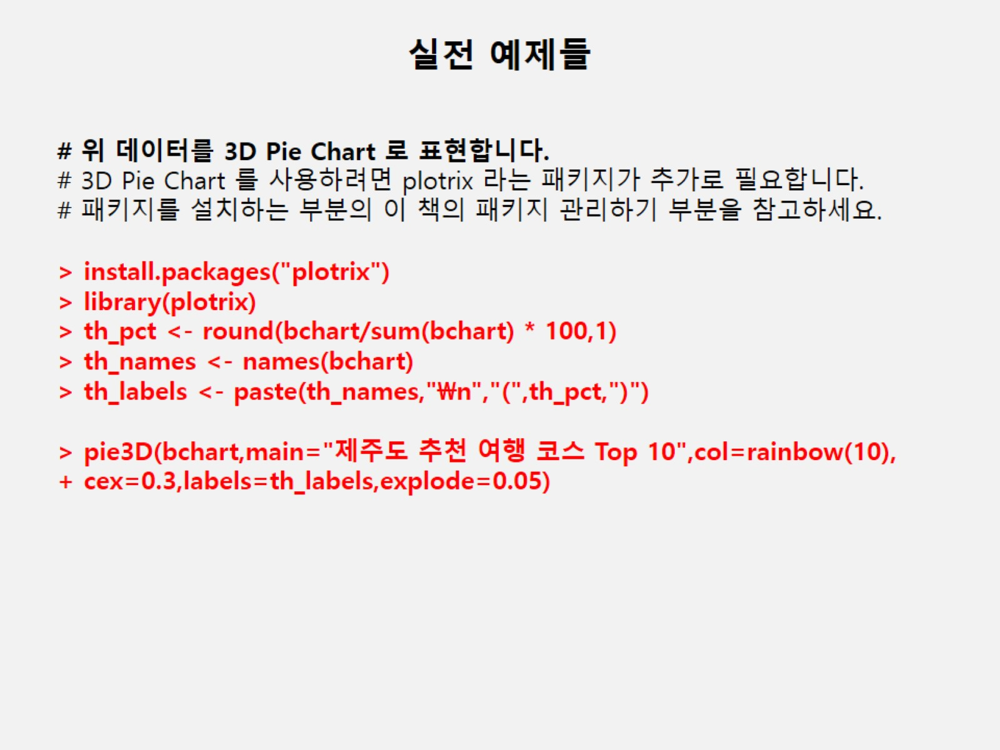 실전 예제들
# 위 데이터를 3D Pie Chart 로 표현합니다.
# 3D Pie Chart 를 사용하려면 plotrix 라는 패키지가 추가로 필요합니다.
# 패키지를 설치하는 부분의 이 책의 패키지 관리하기 부분을 참고하세요.
> install.packages("plotrix")
> library(plotrix)
> th_pct <- round(bchart/sum(bchart) * 100,1)
> th_names <- names(bchart)
> th_labels <- paste(th_names,"₩n","(",th_pct,")")
> pie3D(bchart,main="제주도 추천 여행 코스 Top 10",col=rainbow(10),
+ cex=0.3,labels=th_labels,explode=0.05)